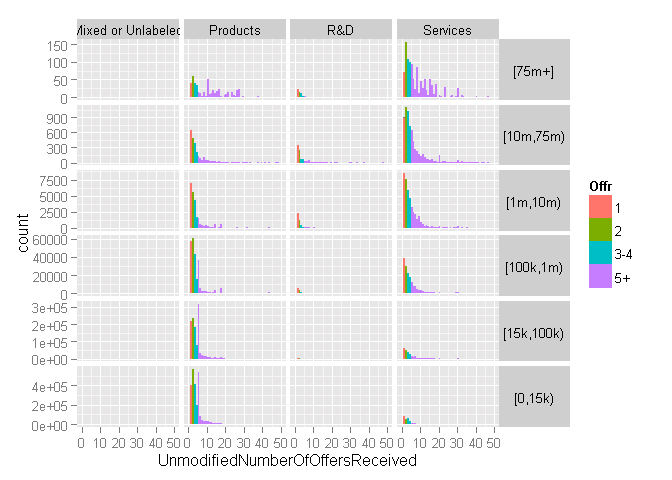 Mixed or Unlabeled Products R&D Services
150
100
50
0
[75m+]
900
600
300
0
[10m,75m)
7500
5000
2500
0
[1m,10m)
60000
40000
20000
0
[100k,1m)
3e+05
2e+05
1e+05
0e+00
[15k,100k)
4e+05
2e+05
0e+00
[0,15k)
count
0 10 20 30 40 50 0 10 20 30 40 50 0 10 20 30 40 50 0 10 20 30 40 50
UnmodifiedNumberOfOffersReceived
Offr
1
2
3-4
5+